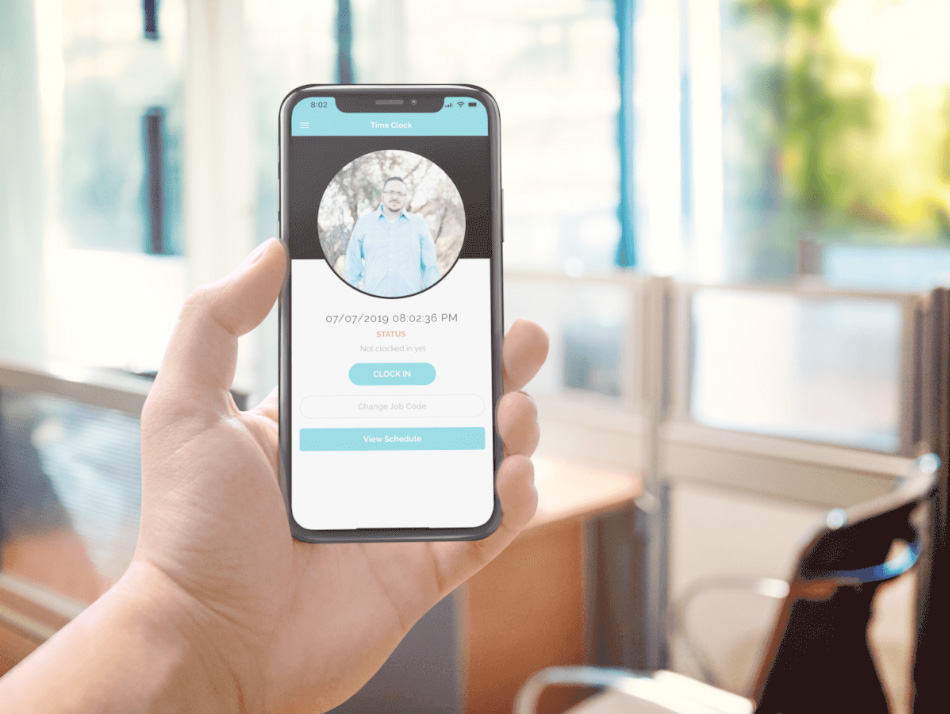 8:02
Time Clock
07/07/2019 08:02:36 PM
STATUS
Not clocked in yet
CLOCK IN
Change Job Code
View Schedule